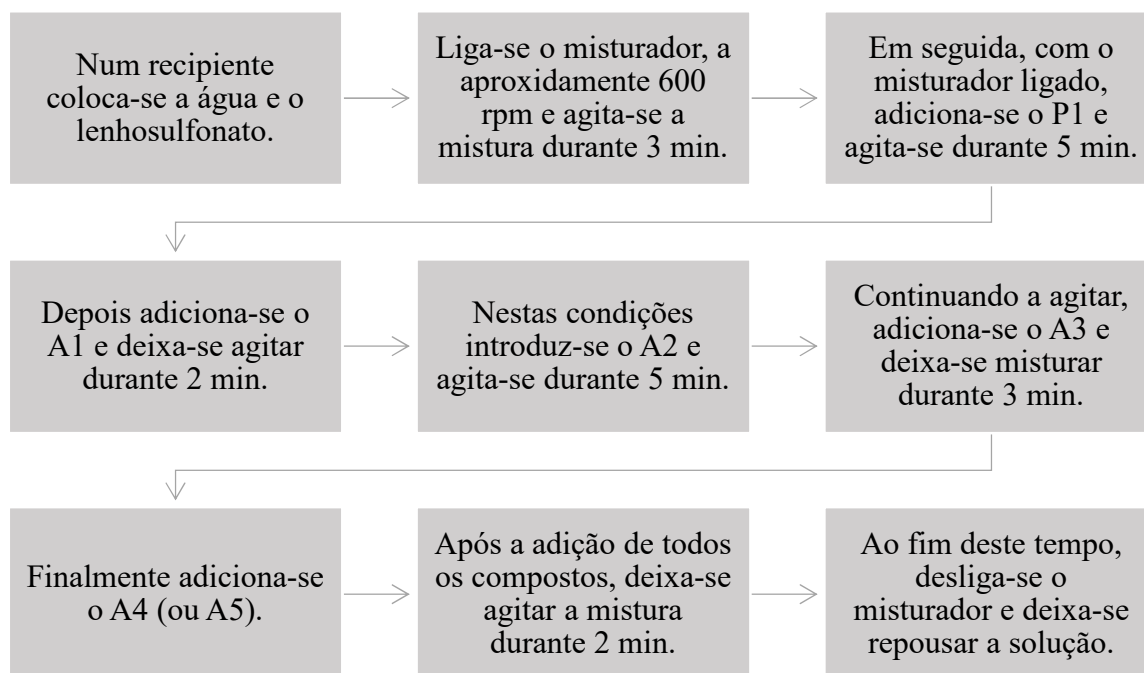 Num recipiente
coloca-se a água e o
lenhosulfonato.
Liga-se o misturador, a
aproxidamente 600
rpm e agita-se a
mistura durante 3 min.
Em seguida, com o
misturador ligado,
adiciona-se o P1 e
agita-se durante 5 min.
Depois adiciona-se o
A1 e deixa-se agitar
durante 2 min.
Nestas condições
introduz-se o A2 e
agita-se durante 5 min.
Continuando a agitar,
adiciona-se o A3 e
deixa-se misturar
durante 3 min.
Finalmente adiciona-se
o A4 (ou A5).
Após a adição de todos
os compostos, deixa-se
agitar a mistura
durante 2 min.
Ao fim deste tempo,
desliga-se o
misturador e deixa-se
repousar a solução.